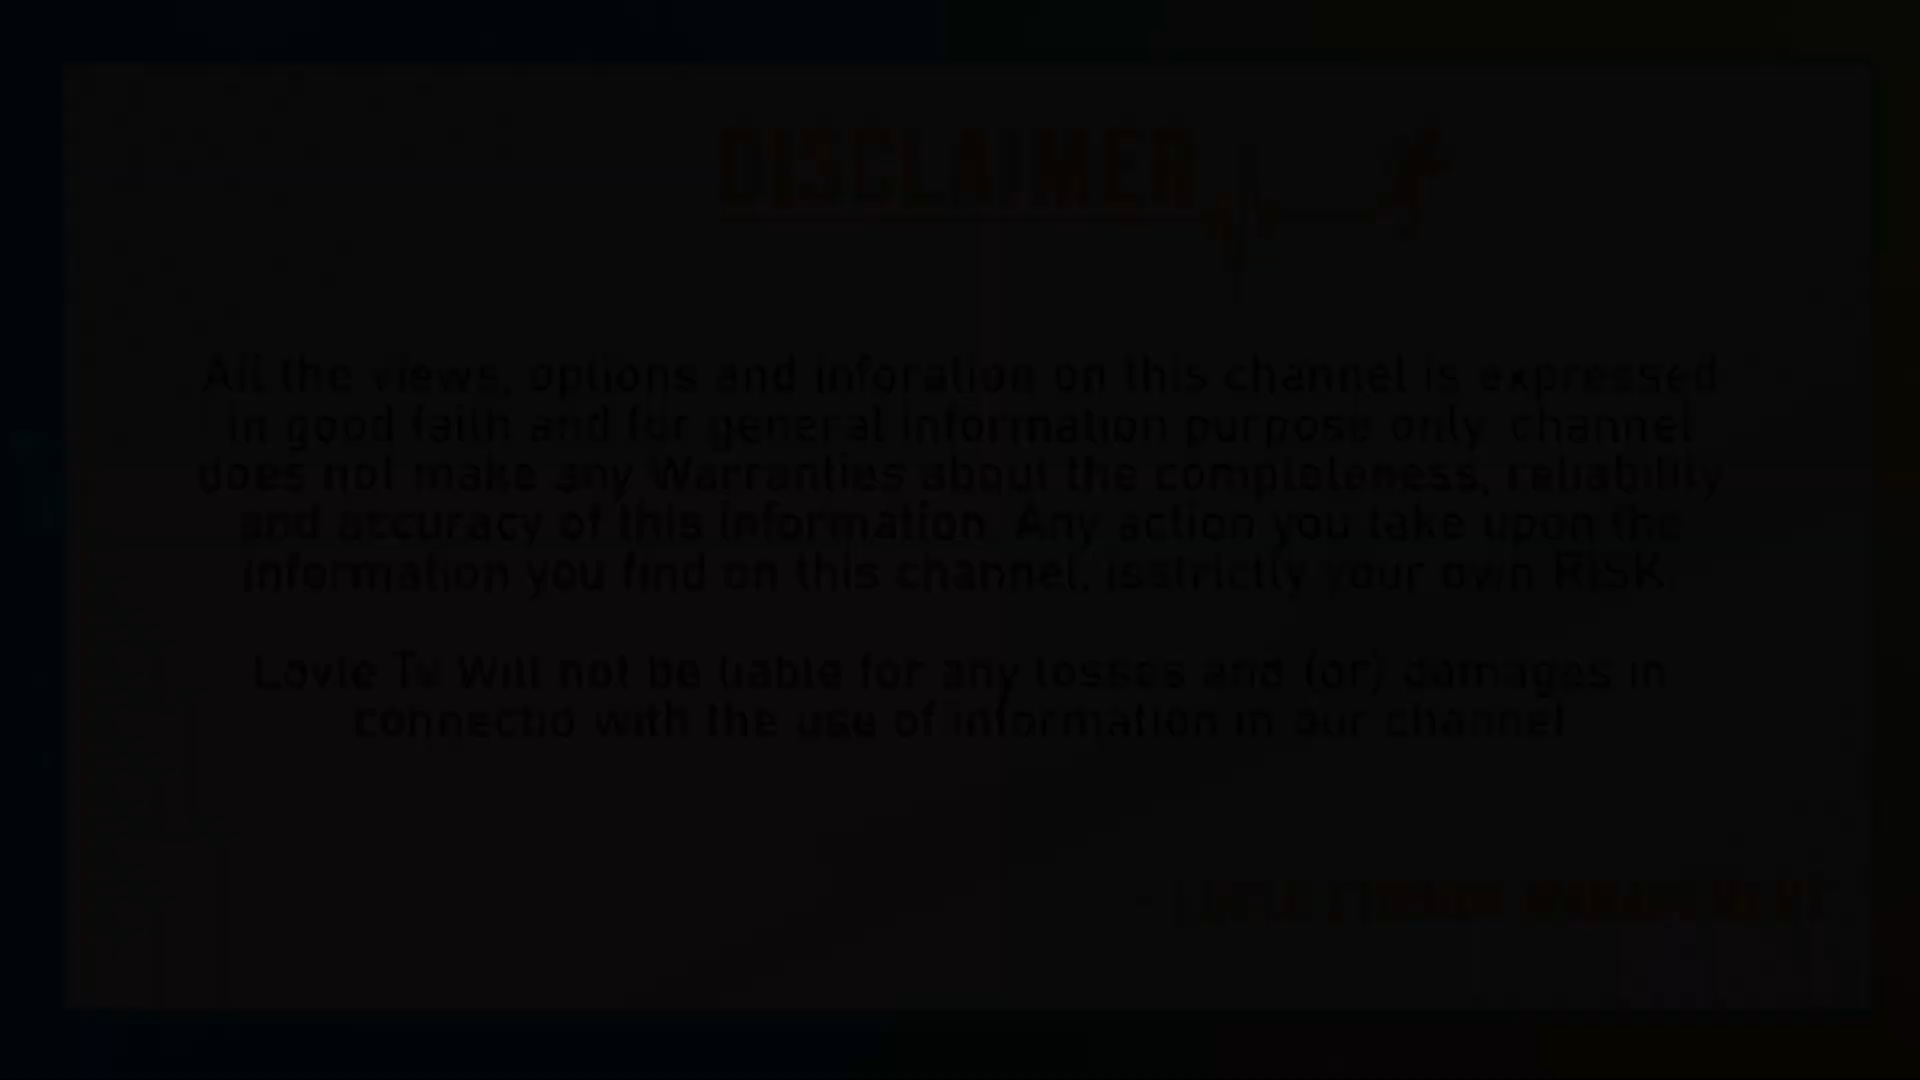 DISCLAIMER
All the views, options and inforation on this channel is expressed
in good faith and for general information purpose only. channel
does not make any Warranties about the completeness, reliability
and accuracy of this information. Any action you take upon the
information you find on this channel, isstrictly your own RISK.
Lovle Tv Will not be liable for any losses and (or) damages in
connectio with the use of information in our channel